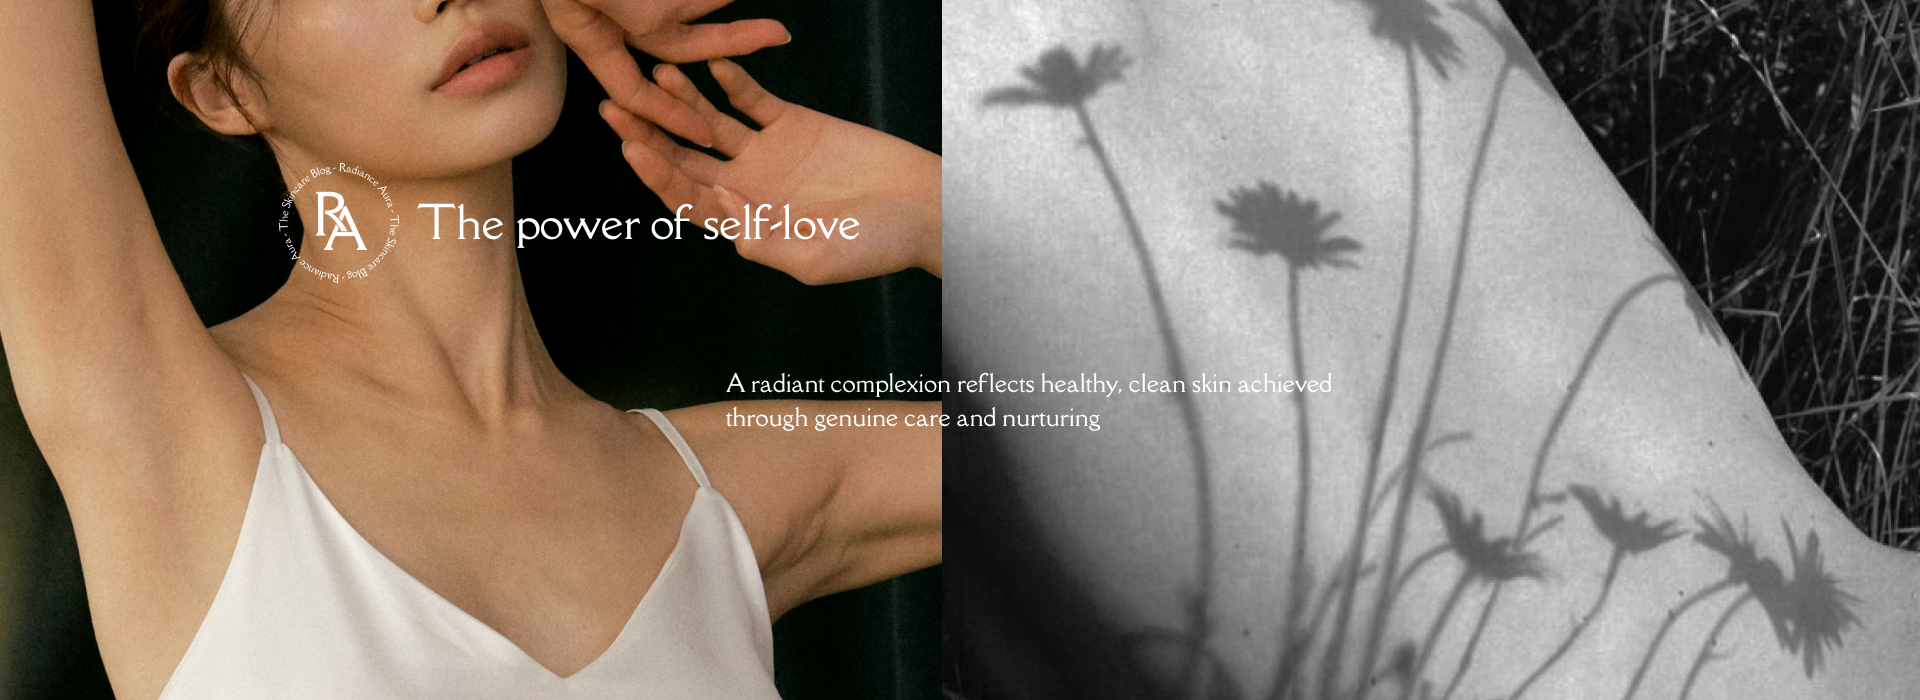 - Radiance Aura - The Skincare Blog - Radiance Aura - The Skincare Blog
RA
The power of self-love
A radiant complexion reflects healthy, clean skin achieved
through genuine care and nurturing